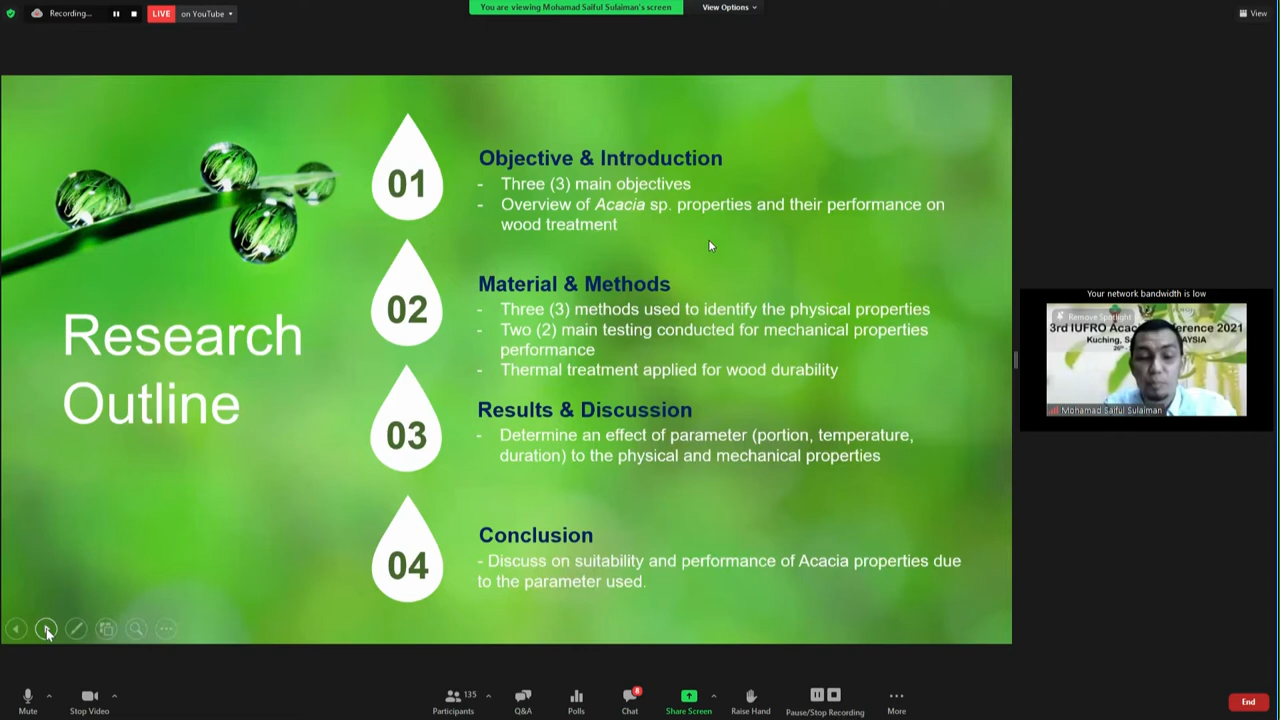 Recording...
LIVE on YouTube
You are viewing Mohamad Saiful Sulaiman's screen
View Options
View
Research
Outline
01
Objective & Introduction
- Three (3) main objectives
- Overview of Acacia sp. properties and their performance on
wood treatment
02
Material & Methods
- Three (3) methods used to identify the physical properties
- Two (2) main testing conducted for mechanical properties
performance
- Thermal treatment applied for wood durability
03
Results & Discussion
- Determine an effect of parameter (portion, temperature,
duration) to the physical and mechanical properties
04
Conclusion
- Discuss on suitability and performance of Acacia properties due
to the parameter used.
Your network bandwidth is low
Remove Spotlight
3rd IUFRO 2021
Kuching,
Mohamad Saiful Sulaiman
Mute
Stop Video
135
Participants
Q&A
Polls
8
Chat
Share Screen
Raise Hand
Pause/Stop Recording
More
End